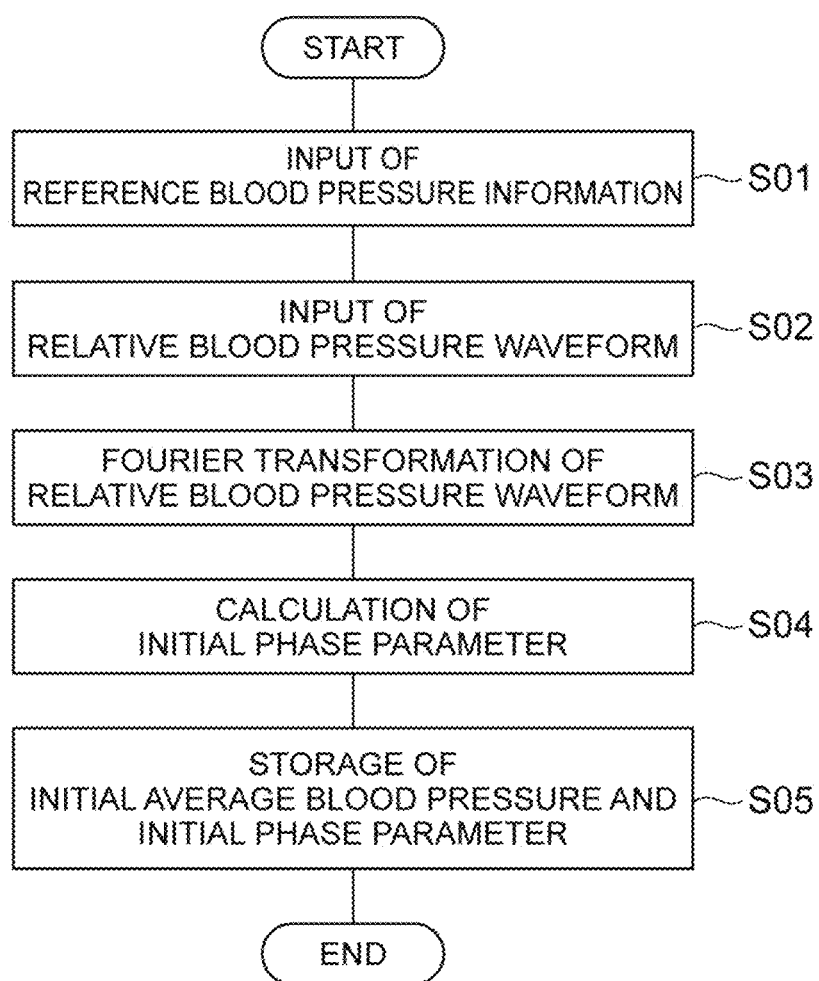 START
INPUT OF
REFERENCE BLOOD PRESSURE INFORMATION
S01
INPUT OF
RELATIVE BLOOD PRESSURE WAVEFORM
S02
FOURIER TRANSFORMATION OF
RELATIVE BLOOD PRESSURE WAVEFORM
S03
CALCULATION OF
INITIAL PHASE PARAMETER
S04
STORAGE OF
INITIAL AVERAGE BLOOD PRESSURE AND
INITIAL PHASE PARAMETER
S05
END